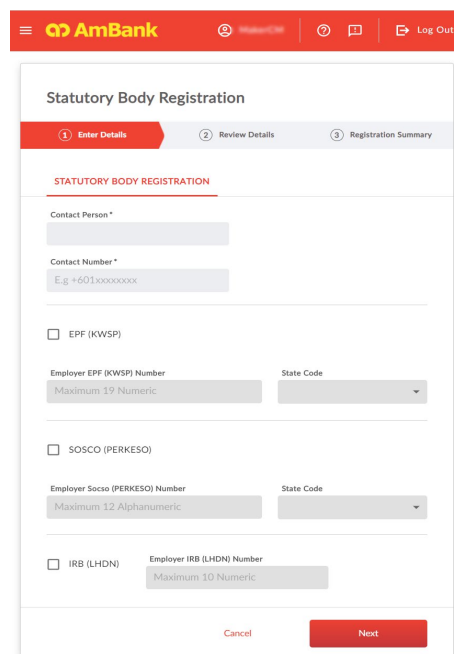 AmBank
Log Out
Statutory Body Registration
1 Enter Details
2 Review Details
3 Registration Summary
STATUTORY BODY REGISTRATION
Contact Person *
Contact Number *
E.g +601xxxxxxxx
EPF (KWSP)
Employer EPF (KWSP) Number State Code
Maximum 19 Numeric
SOSCO (PERKESO)
Employer Socso (PERKESO) Number State Code
Maximum 12 Alphanumeric
IRB (LHDN)
Employer IRB (LHDN) Number
Maximum 10 Numeric
Cancel Next